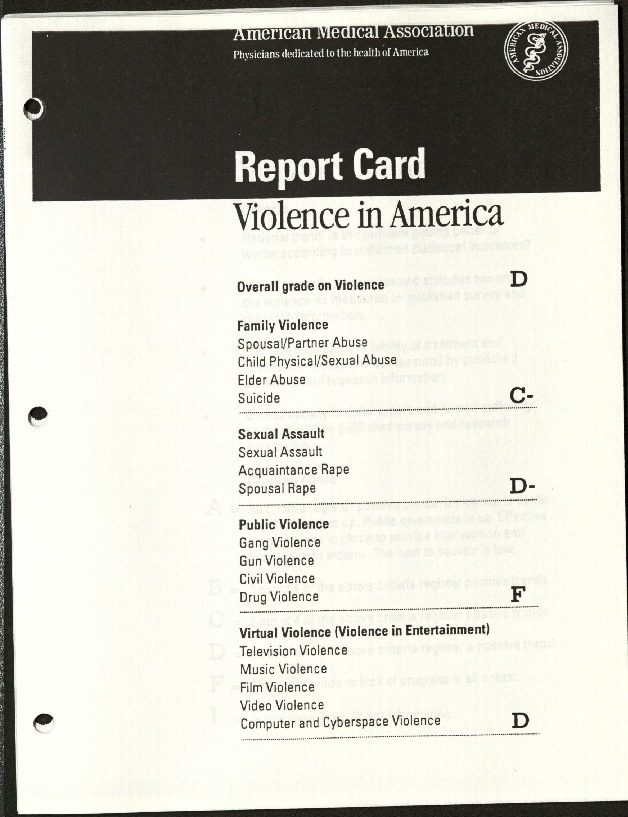 American Medical Association
Physicians dedicated to the health of America
AMERICAN MEDICAL ASSOCIATION
Report Card
Violence in America
Overall grade on Violence D
Family Violence
Spousal/Partner Abuse
Child Physical/Sexual Abuse
Elder Abuse
Suicide C-
Sexual Assault
Sexual Assault
Acquaintance Rape
Spousal Rape D-
Public Violence
Gang Violence
Gun Violence
Civil Violence
Drug Violence F
Virtual Violence (Violence in Entertainment)
Television Violence
Music Violence
Film Violence
Video Violence
Computer and Cyberspace Violence D